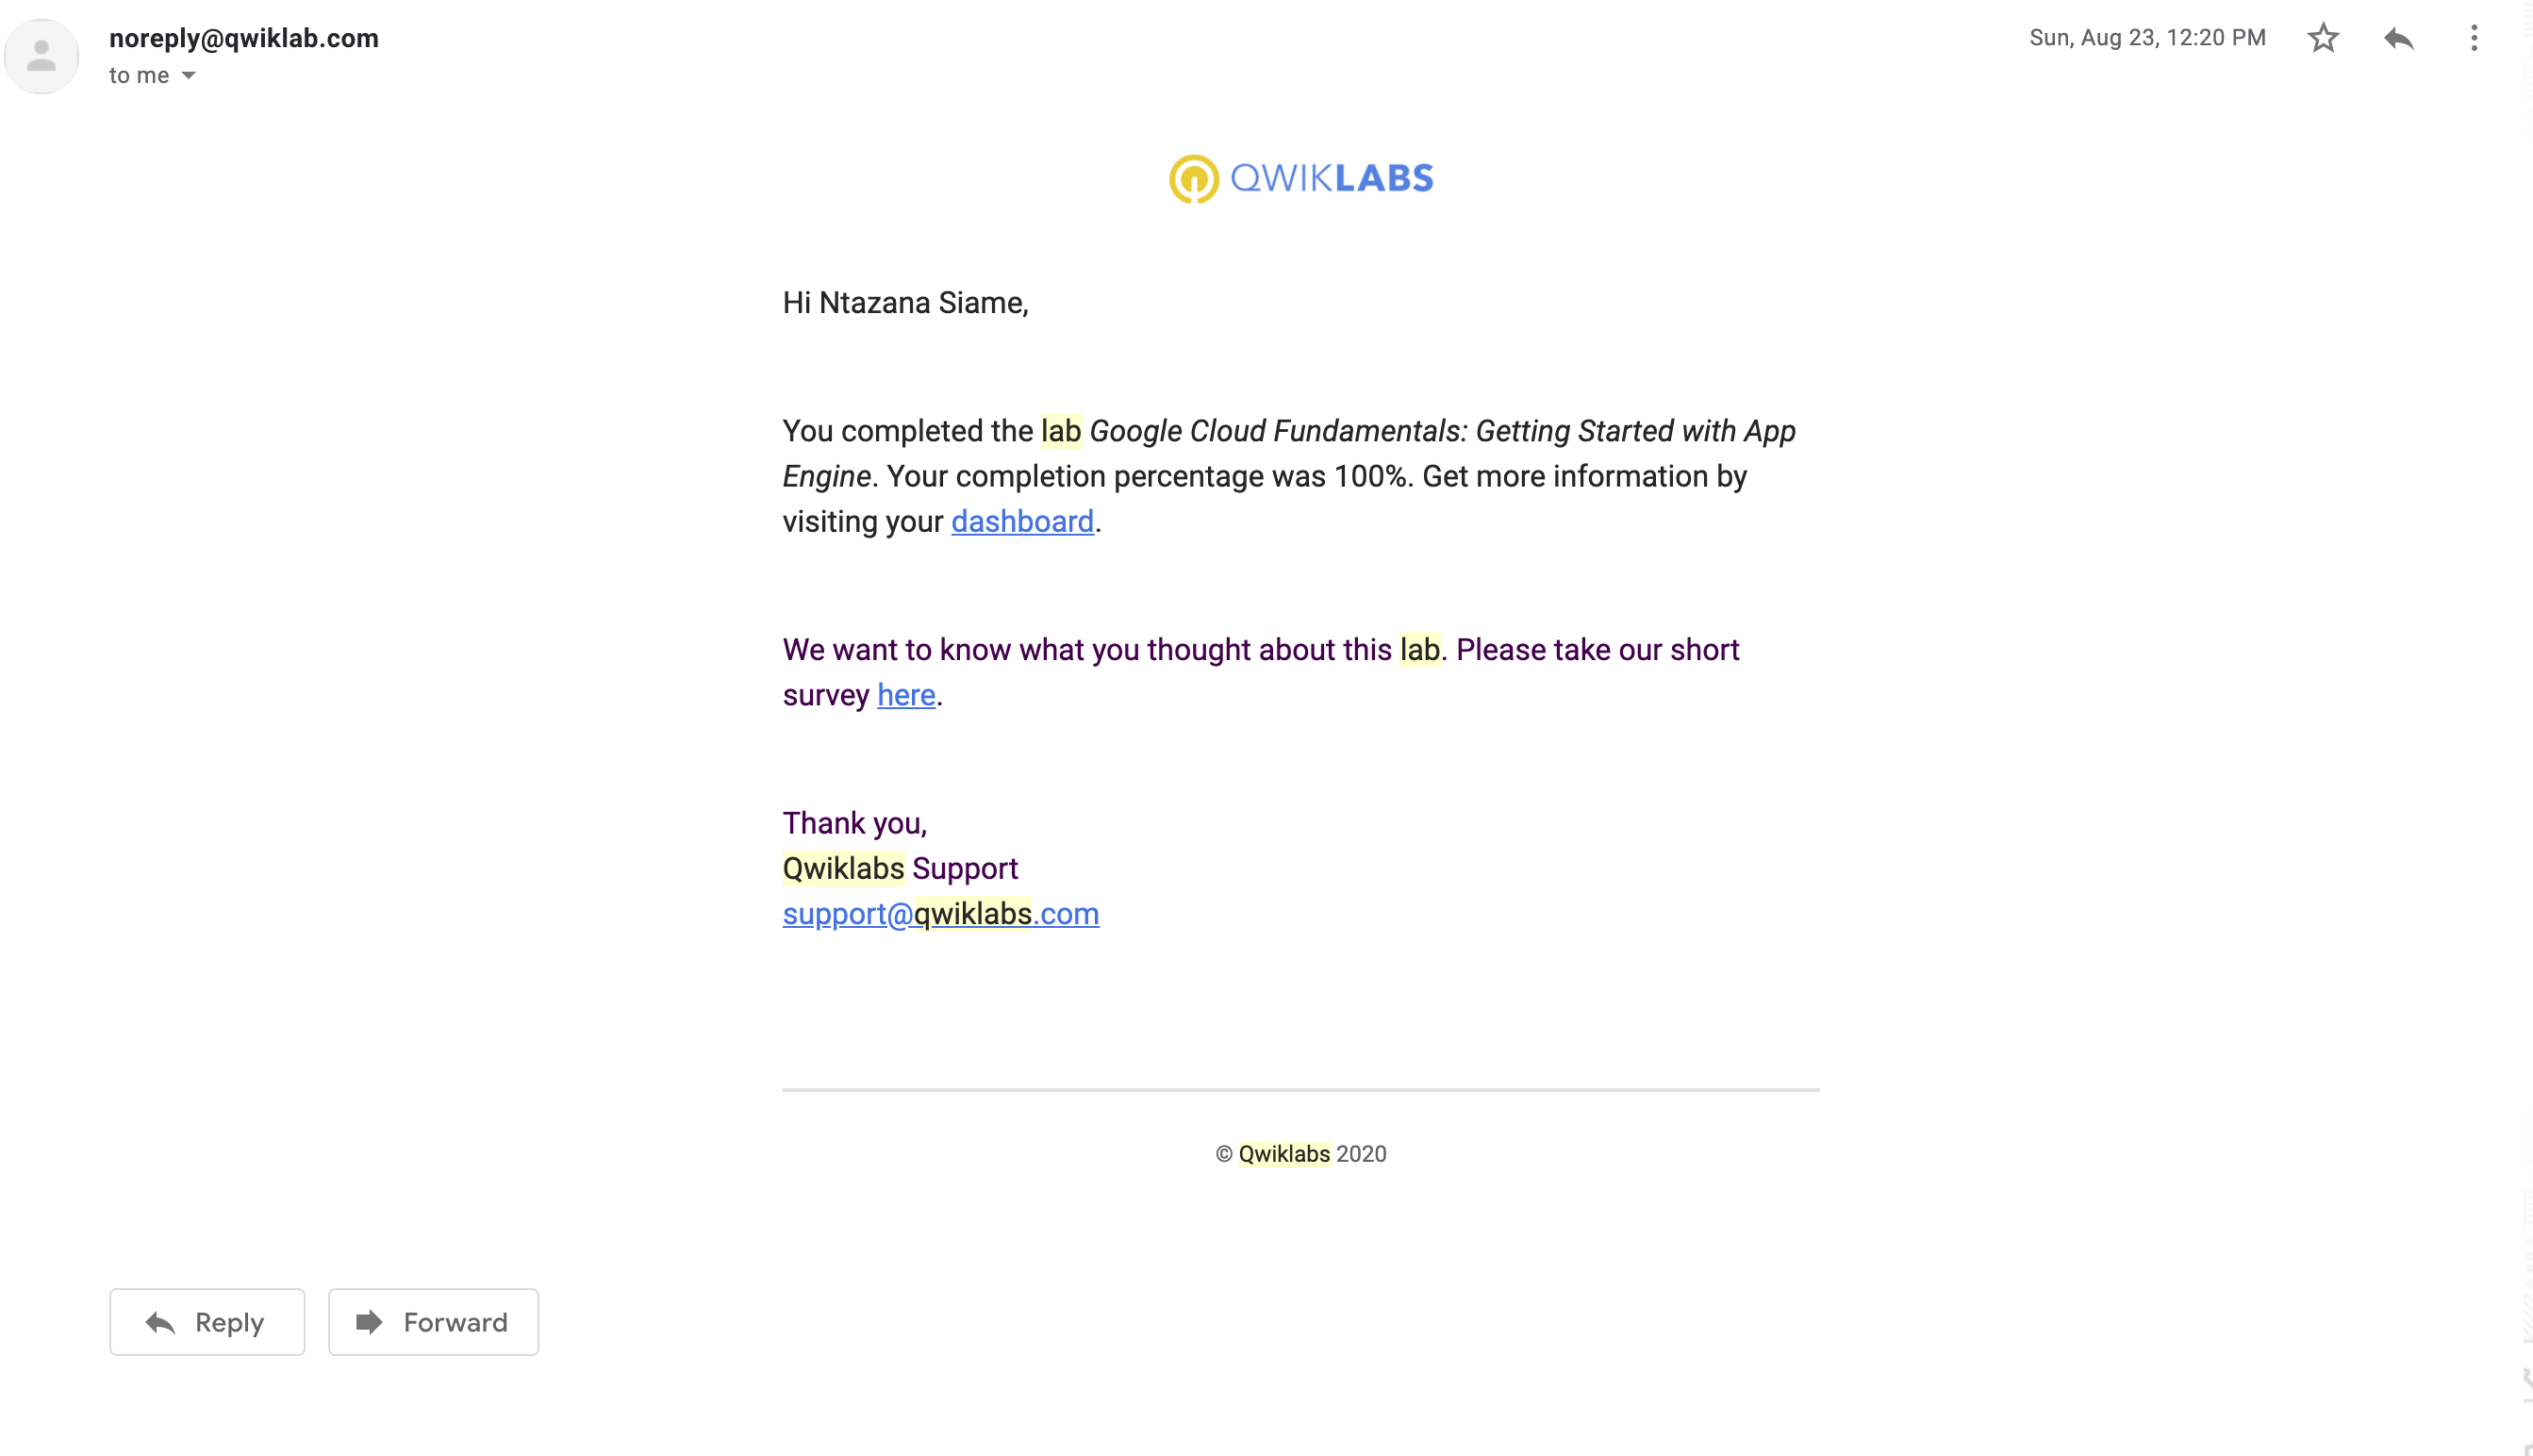 noreply@qwiklab.com
Sun, Aug 23, 12:20 PM
to me
QWIKLABS
Hi Ntazana Siame,
You completed the lab Google Cloud Fundamentals: Getting Started with App
Engine. Your completion percentage was 100%. Get more information by
visiting your dashboard.
We want to know what you thought about this lab. Please take our short
survey here.
Thank you,
Qwiklabs Support
support@qwiklabs.com
© Qwiklabs 2020
Reply
Forward